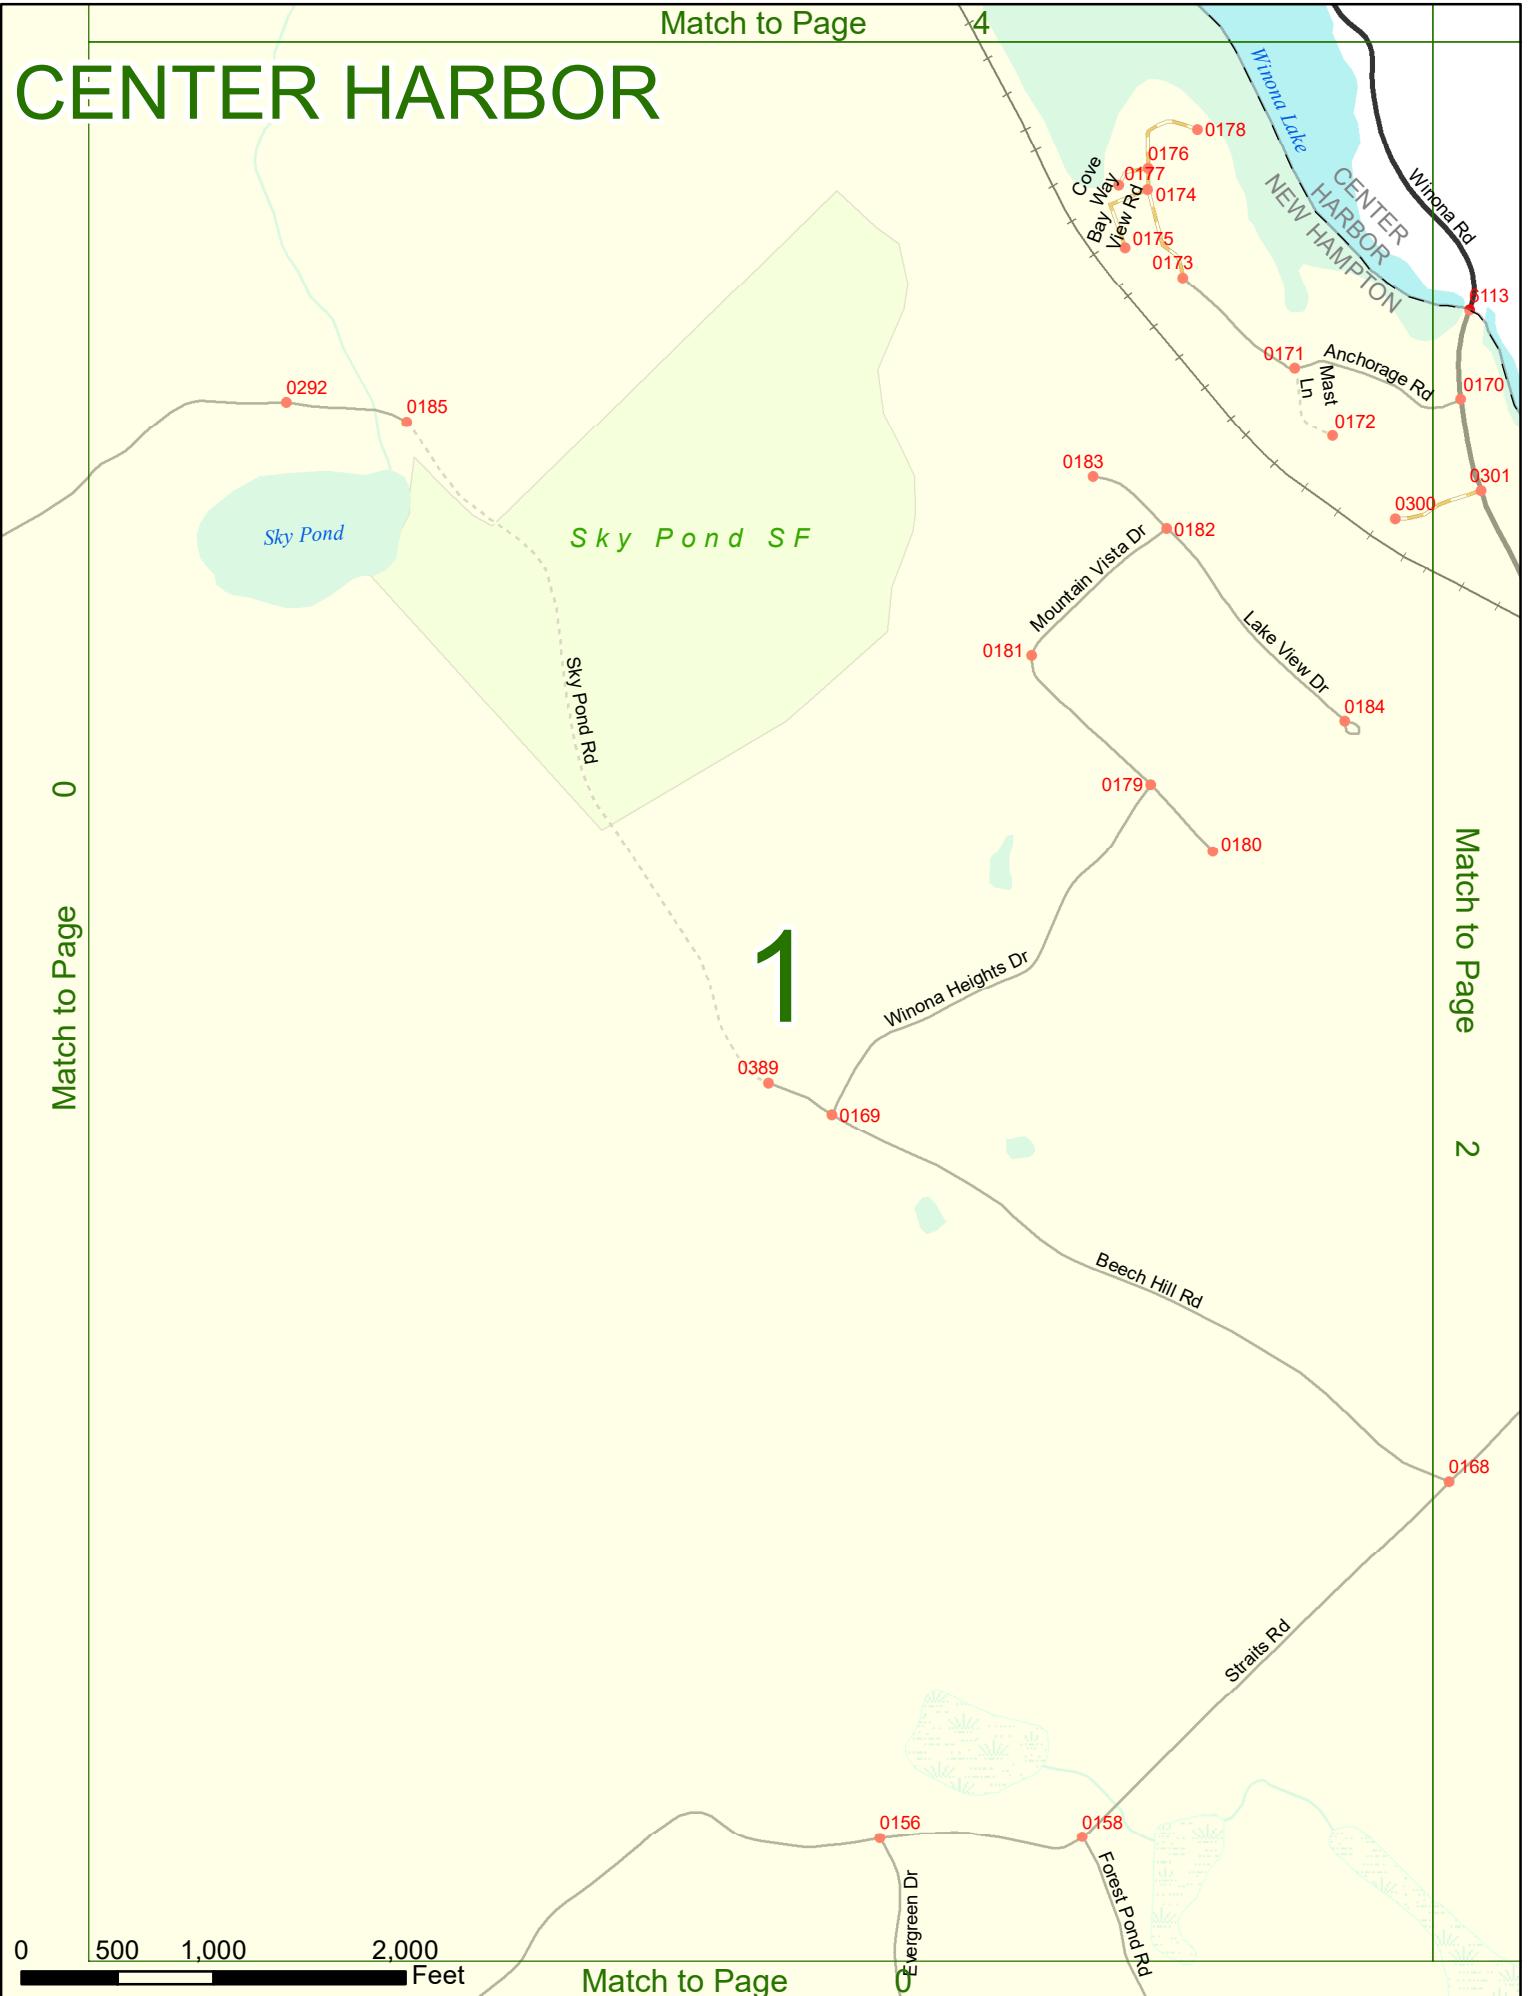 Match to Page 4
CENTER HARBOR
Winona Lake
0178
0176
Cove
0177
Bay Way
0174
View Rd
0175
0173
CENTER
HARBOR
NEW HAMPTON
Winona Rd
0171
Anchorage Rd
Mast
Ln
0170
0172
0292
0185
0183
0301
0300
Sky Pond
Sky Pond SF
0182
Mountain Vista Dr
0181
Lake View Dr
0184
Sky Pond Rd
0179
0180
0
Match to Page
Match to Page
2
1
Winona Heights Dr
0389
0169
Beech Hill Rd
0168
Straits Rd
0156
0158
Evergreen Dr
Forest Pond Rd
0 500 1,000 2,000
Feet
Match to Page 0